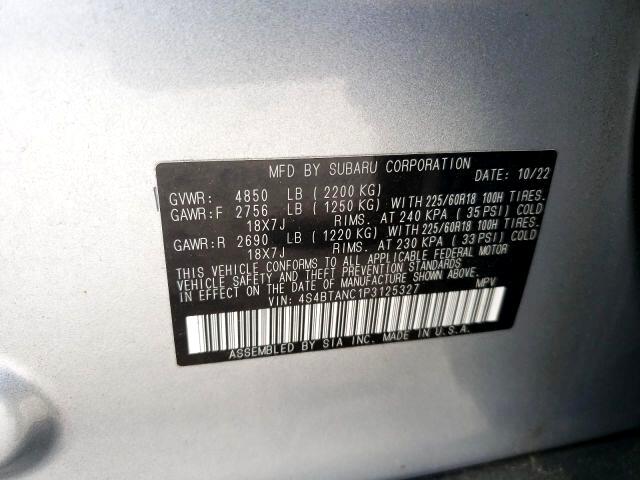 MFD BY SUBARU CORPORATION DATE: 10/22
GVWR: 4850 LB ( 2200 KG)
GAWR:F 2756 LB ( 1250 KG) WITH 225/60R18 100H TIRES.
18X7J RIMS. AT 240 KPA ( 35 PSI) COLD
GAWR:R 2690 LB ( 1220 KG) WITH 225/60R18 100H TIRES.
18X7J RIMS. AT 230 KPA ( 33 PSI) COLD
THIS VEHICLE CONFORMS TO ALL APPLICABLE FEDERAL MOTOR
VEHICLE SAFETY AND THEFT PREVENTION STANDARDS
IN EFFECT ON THE DATE OF MANUFACTURE SHOWN ABOVE.
VIN: 4S4BTANC1P3125327 MPV
ASSEMBLED BY SIA INC. MADE IN U.S.A.